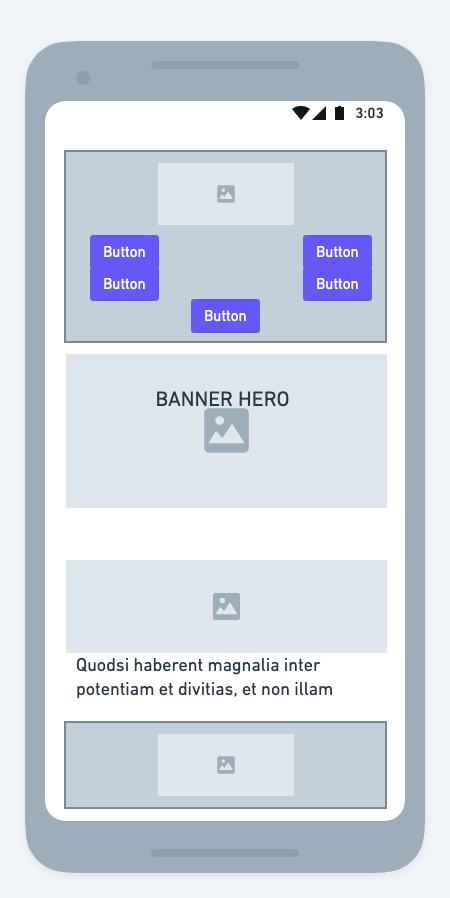 3:03
Button
Button
Button
Button
Button
BANNER HERO
Quodsi haberent magnalia inter
potentiam et divitias, et non illam